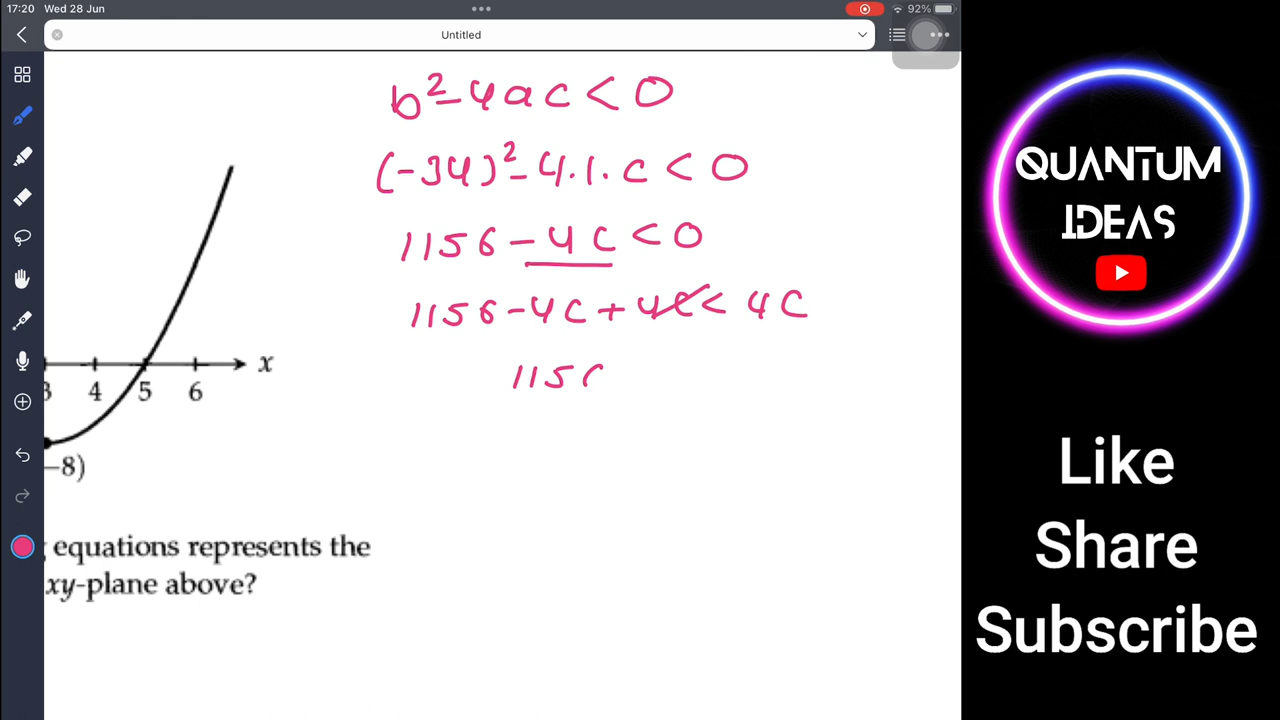 17:20 Wed 28 Jun
92%
Untitled
b²-4ac<0
(-34)²-4.1.c<0
1156-4c<0
1156-4c+4c<4c
115
x
3 4 5 6
-8)
equations represents the
xy-plane above?
QUANTUM
IDEAS
Like
Share
Subscribe